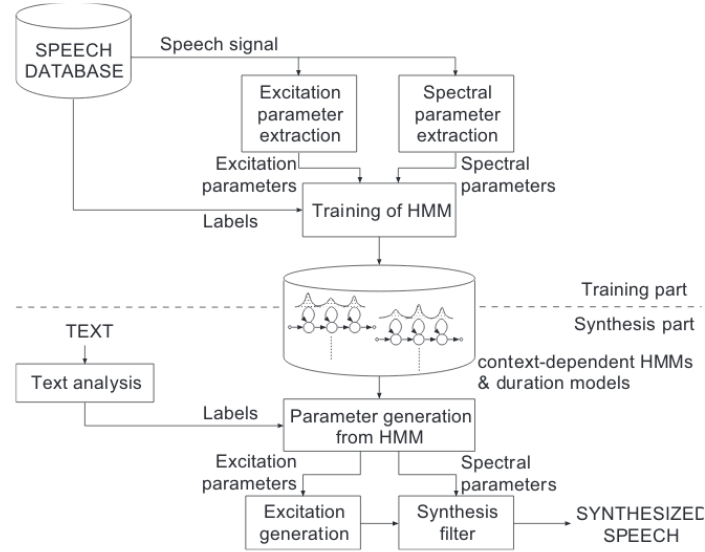 SPEECH
DATABASE
Speech signal
Excitation
parameter
extraction
Spectral
parameter
extraction
Excitation
parameters
Spectral
parameters
Labels
Training of HMM
Training part
Synthesis part
TEXT
Text analysis
context-dependent HMMs
& duration models
Labels
Parameter generation
from HMM
Excitation
parameters
Spectral
parameters
Excitation
generation
Synthesis
filter
SYNTHESIZED
SPEECH